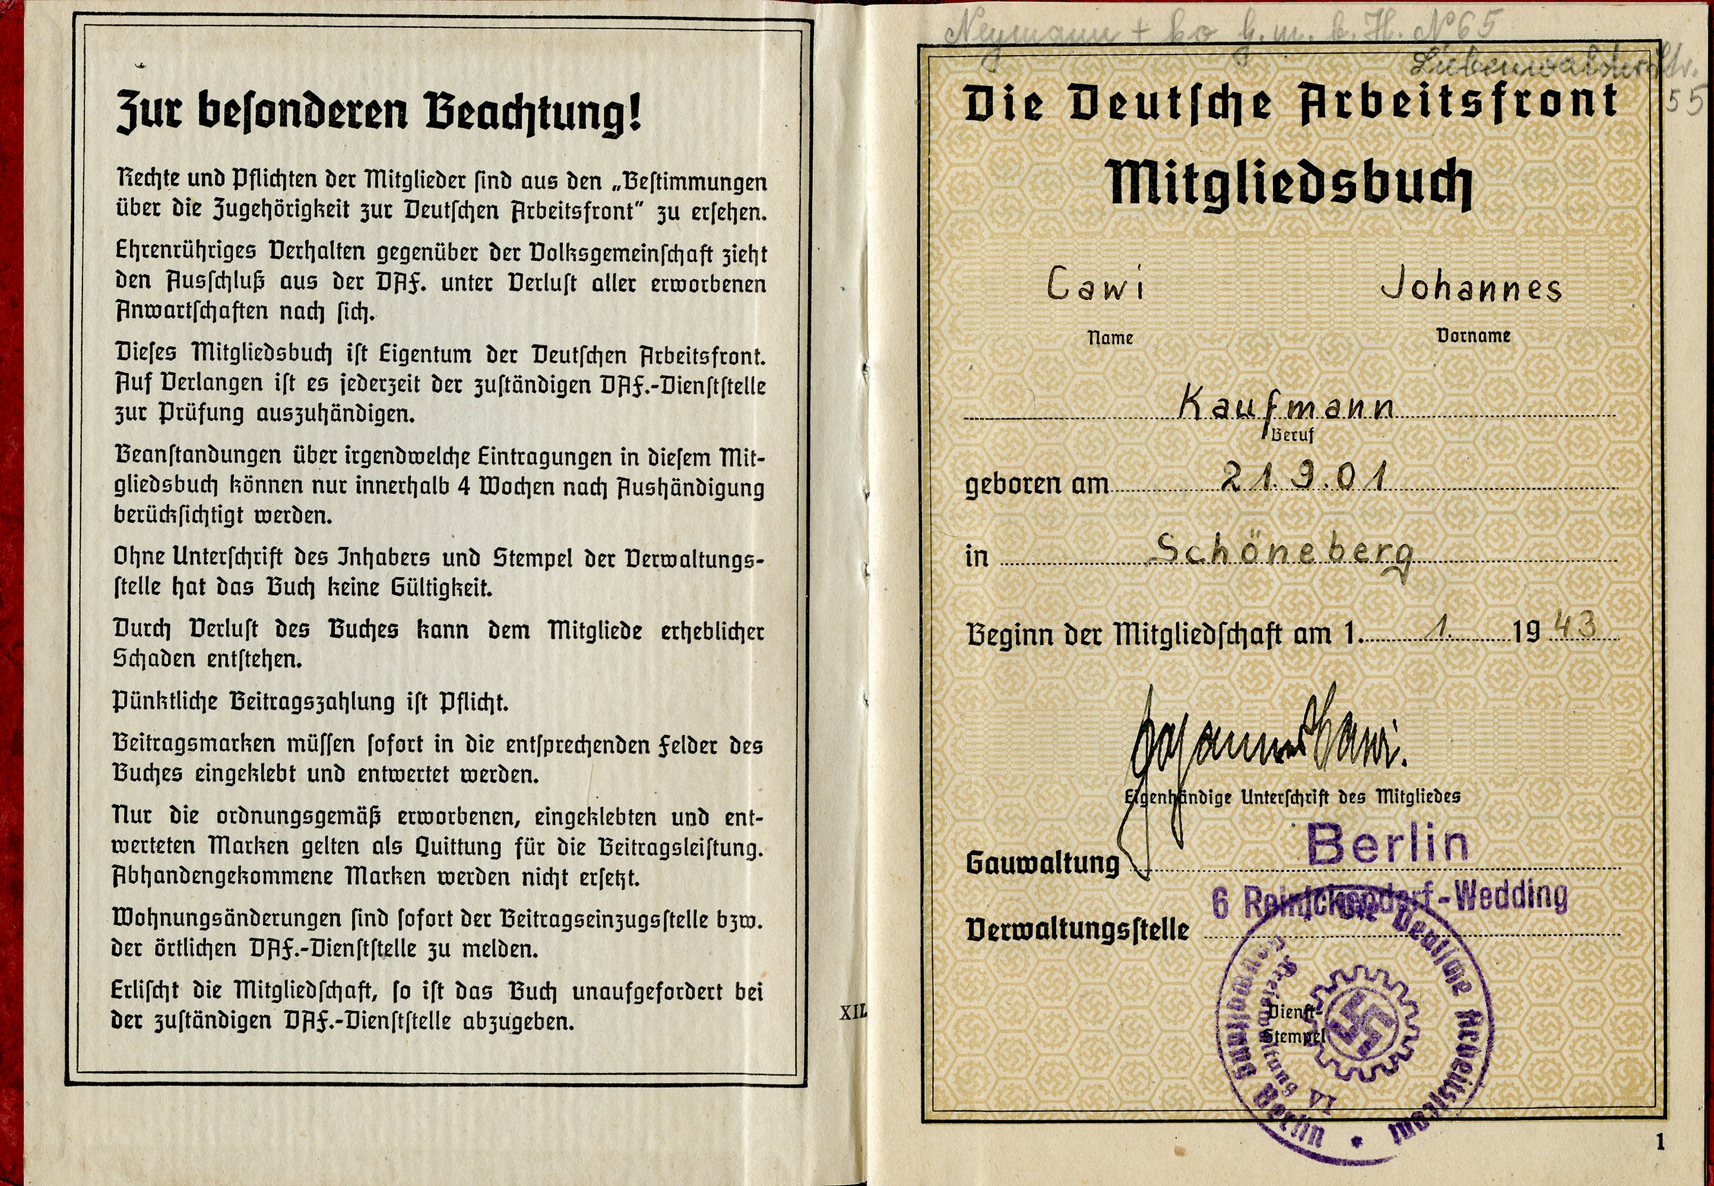 Zur besonderen Beachtung!
Rechte und Pflichten der Mitglieder sind aus den „Bestimmungen
über die Zugehörigkeit zur Deutschen Arbeitsfront" zu ersehen.
Ehrenrühriges Verhalten gegenüber der Volksgemeinschaft zieht
den Ausschluß aus der DAF. unter Verlust aller erworbenen
Anwartschaften nach sich.
Dieses Mitgliedsbuch ist Eigentum der Deutschen Arbeitsfront.
Auf Verlangen ist es jederzeit der zuständigen DAF.-Dienststelle
zur Prüfung auszuhändigen.
Beanstandungen über irgendwelche Eintragungen in diesem Mit-
gliedsbuch können nur innerhalb 4 Wochen nach Aushändigung
berücksichtigt werden.
Ohne Unterschrift des Inhabers und Stempel der Verwaltungs-
stelle hat das Buch keine Gültigkeit.
Durch Verlust des Buches kann dem Mitgliede erheblicher
Schaden entstehen.
Pünktliche Beitragszahlung ist Pflicht.
Beitragsmarken müssen sofort in die entsprechenden Felder des
Buches eingeklebt und entwertet werden.
Nur die ordnungsgemäß erworbenen, eingeklebten und ent-
werteten Marken gelten als Quittung für die Beitragsleistung.
Abhandengekommene Marken werden nicht ersetzt.
Wohnungsänderungen sind sofort der Beitragseinzugsstelle bzw.
der örtlichen DAF.-Dienststelle zu melden.
Erlischt die Mitgliedschaft, so ist das Buch unaufgefordert bei
der zuständigen DAF.-Dienststelle abzugeben.
Neymann + Ko G.m.b.H. N65
Liebenwalderstr.
55
Die Deutsche Arbeitsfront
Mitgliedsbuch
Cawi Johannes
Name Vorname
Kaufmann
Beruf
geboren am 21.9.01
in Schöneberg
Beginn der Mitgliedschaft am 1. 1. 1943
Johannes Cawi.
Eigenhändige Unterschrift des Mitgliedes
Gauwaltung Berlin
Verwaltungsstelle 6 Reinickendorf-Wedding
Die Deutsche Arbeitsfront
Gauwaltung Berlin
Kreiswaltung VI
Dienst-
Stempel
1